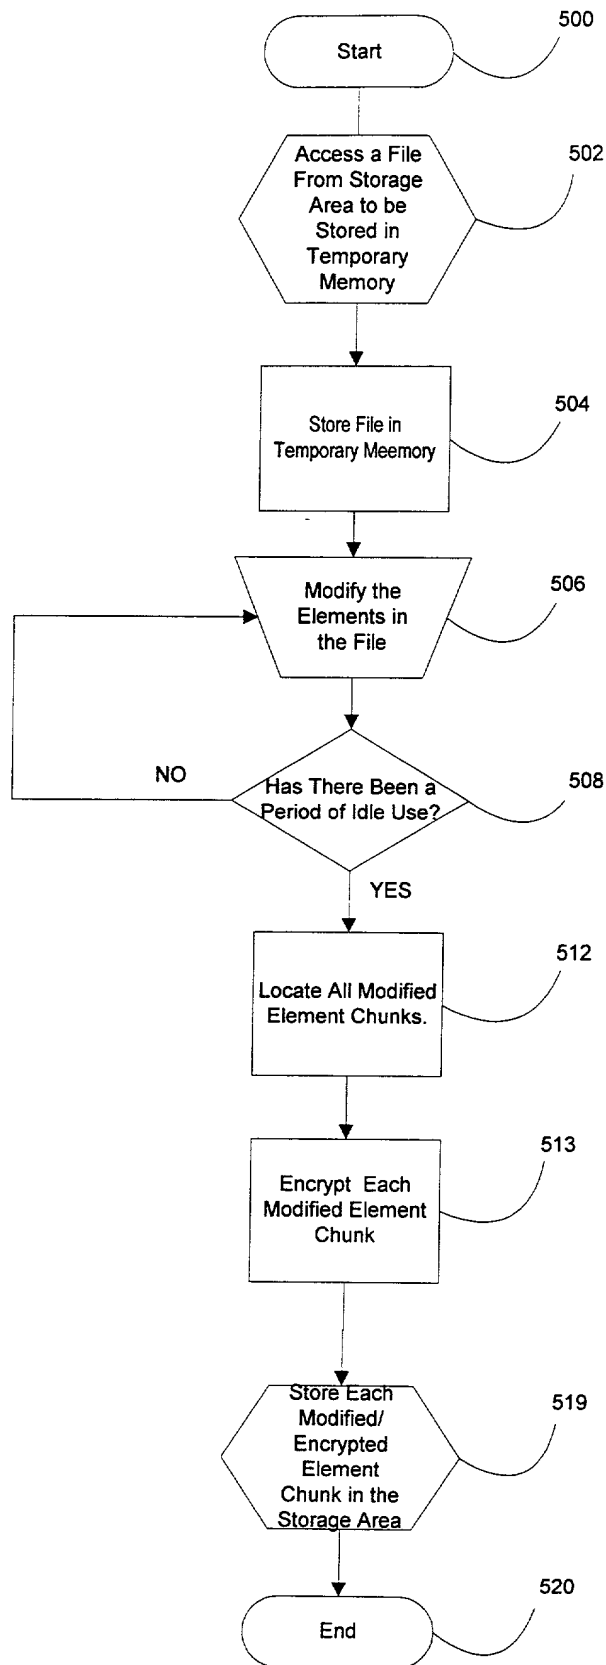 500
Start
502
Access a File
From Storage
Area to be
Stored in
Temporary
Memory
504
Store File in
Temporary Meemory
506
Modify the
Elements in
the File
NO
508
Has There Been a
Period of Idle Use?
YES
512
Locate All Modified
Element Chunks.
513
Encrypt Each
Modified Element
Chunk
519
Store Each
Modified/
Encrypted
Element
Chunk in the
Storage Area
520
End